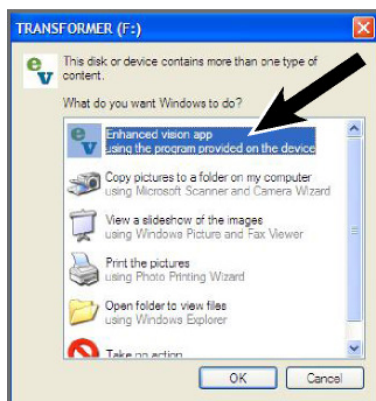 TRANSFORMER (F:)
e
v
This disk or device contains more than one type of
content.
What do you want Windows to do?
e
v
Enhanced vision app
using the program provided on the device
Copy pictures to a folder on my computer
using Microsoft Scanner and Camera Wizard
View a slideshow of the images
using Windows Picture and Fax Viewer
Print the pictures
using Photo Printing Wizard
Open folder to view files
using Windows Explorer
Take no action
OK
Cancel